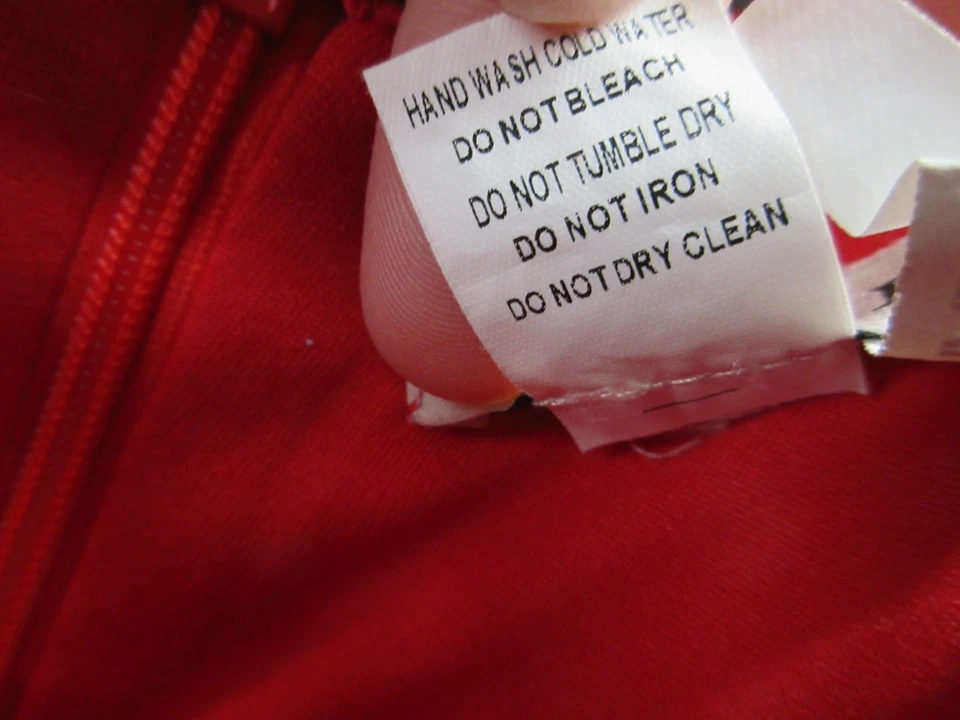 HAND WASH COLD WATER
DO NOT BLEACH
DO NOT TUMBLE DRY
DO NOT IRON
DO NOT DRY CLEAN